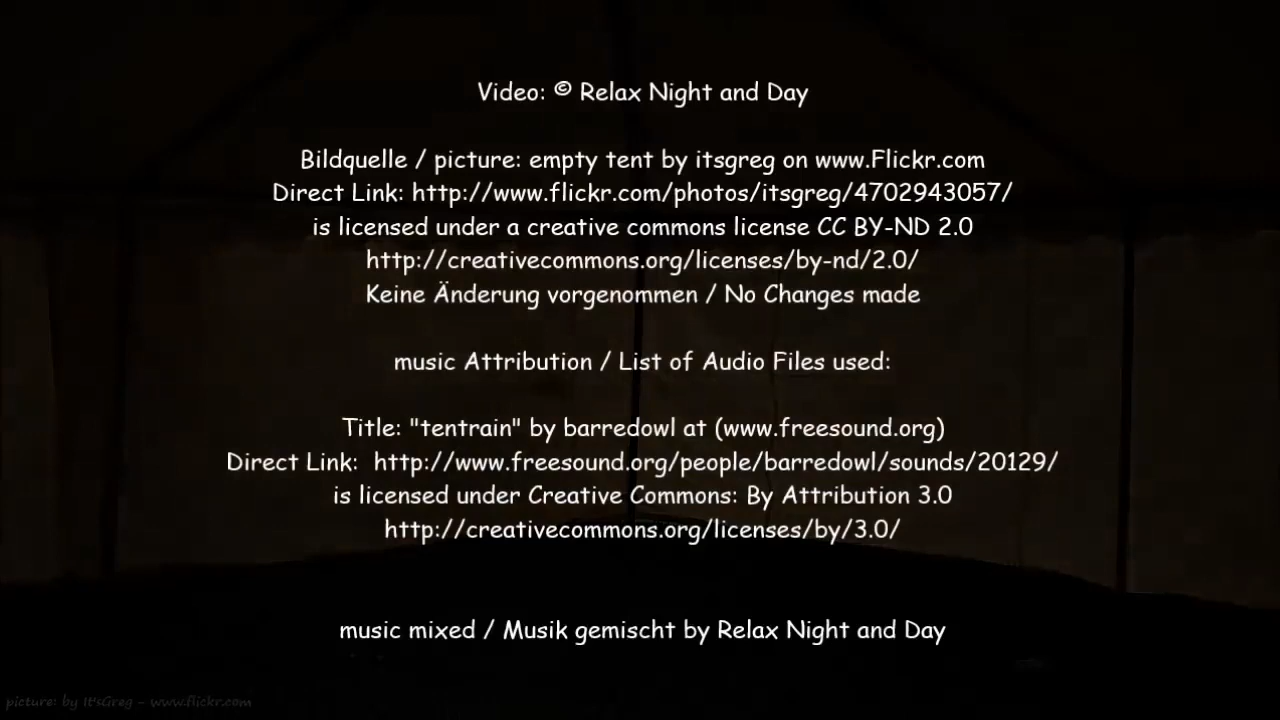 Video: © Relax Night and Day
Bildquelle / picture: empty tent by itsgreg on www.Flickr.com
Direct Link: http://www.flickr.com/photos/itsgreg/4702943057/
is licensed under a creative commons license CC BY-ND 2.0
http://creativecommons.org/licenses/by-nd/2.0/
Keine Änderung vorgenommen / No Changes made
music Attribution / List of Audio Files used:
Title: "tentrain" by barredowl at (www.freesound.org)
Direct Link:  http://www.freesound.org/people/barredowl/sounds/20129/
is licensed under Creative Commons: By Attribution 3.0
http://creativecommons.org/licenses/by/3.0/
music mixed / Musik gemischt by Relax Night and Day
picture: by It'sGreg - www.flickr.com